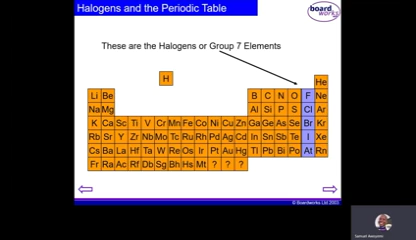 Halogens and the Periodic Table
board
works
These are the Halogens or Group 7 Elements
H He
Li Be B C N O F Ne
Na Mg Al Si P S Cl Ar
K Ca Sc Ti V Cr Mn Fe Co Ni Cu Zn Ga Ge As Se Br Kr
Rb Sr Y Zr Nb Mo Tc Ru Rh Pd Ag Cd In Sn Sb Te I Xe
Cs Ba La Hf Ta W Re Os Ir Pt Au Hg Tl Pb Bi Po At Rn
Fr Ra Ac Rf Db Sg Bh Hs Mt ? ? ?
© Boardworks Ltd 2003